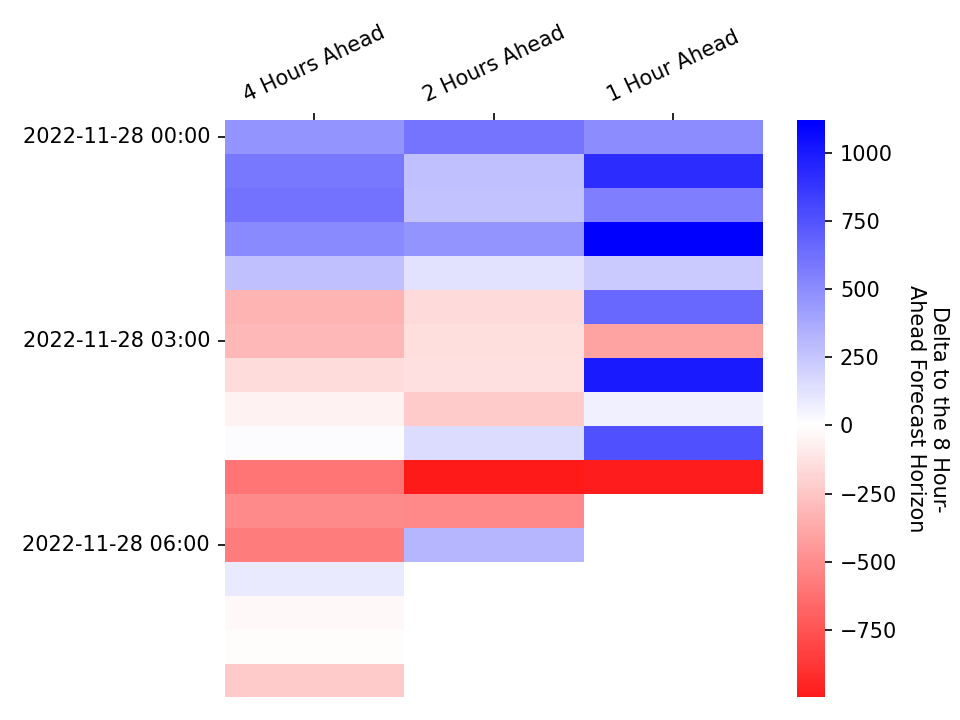 4 Hours Ahead
2 Hours Ahead
1 Hour Ahead
2022-11-28 00:00
2022-11-28 03:00
2022-11-28 06:00
1000
750
500
250
0
−250
−500
−750
Delta to the 8 Hour-
Ahead Forecast Horizon